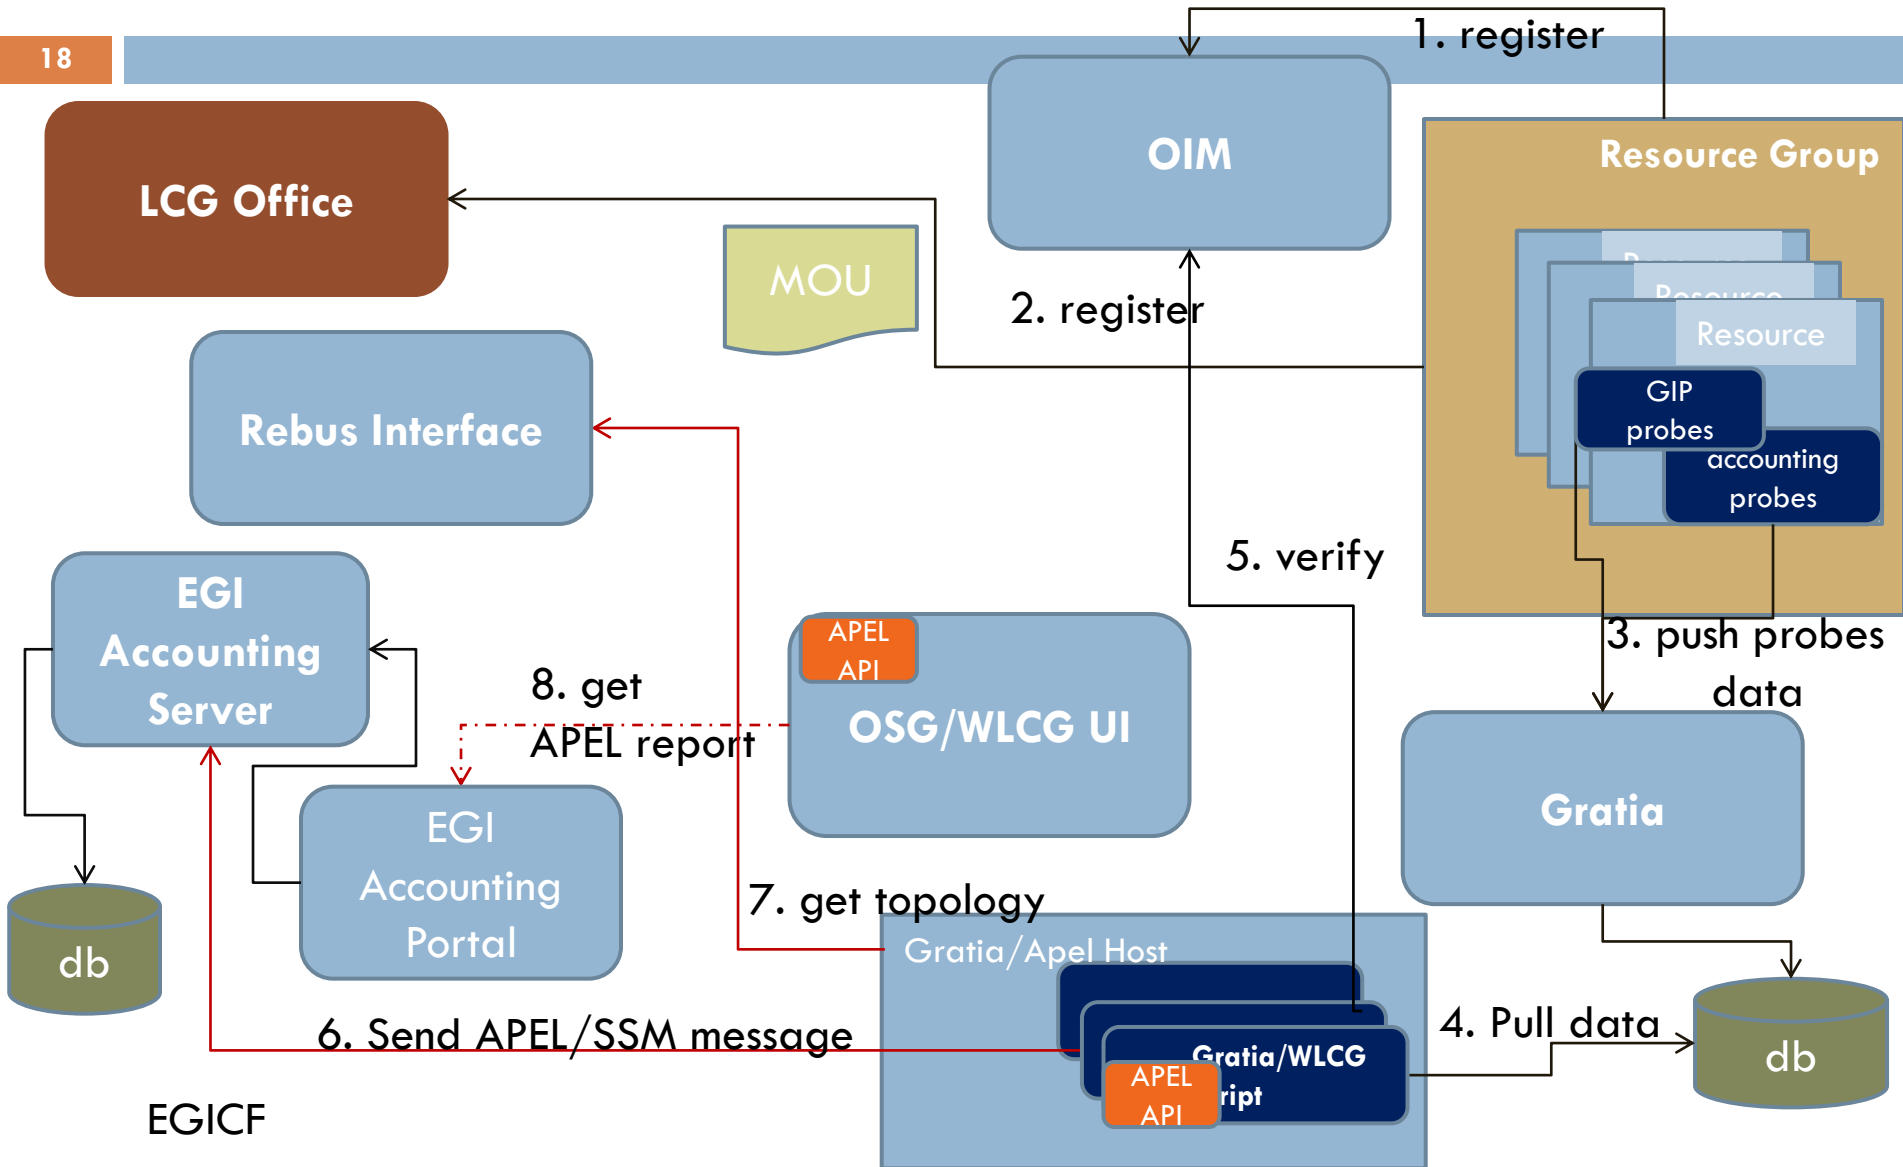 18
1. register
OIM
Resource Group
LCG Office
MOU
2. register
Resource
Resource
Resource
GIP
probes
accounting
probes
Rebus Interface
5. verify
EGI
Accounting
Server
APEL
API
3. push probes
data
8. get
APEL report
OSG/WLCG UI
Gratia
EGI
Accounting
Portal
7. get topology
Gratia/Apel Host
db
6. Send APEL/SSM message
4. Pull data
Gratia/WLCG
ript
APEL
API
db
EGICF